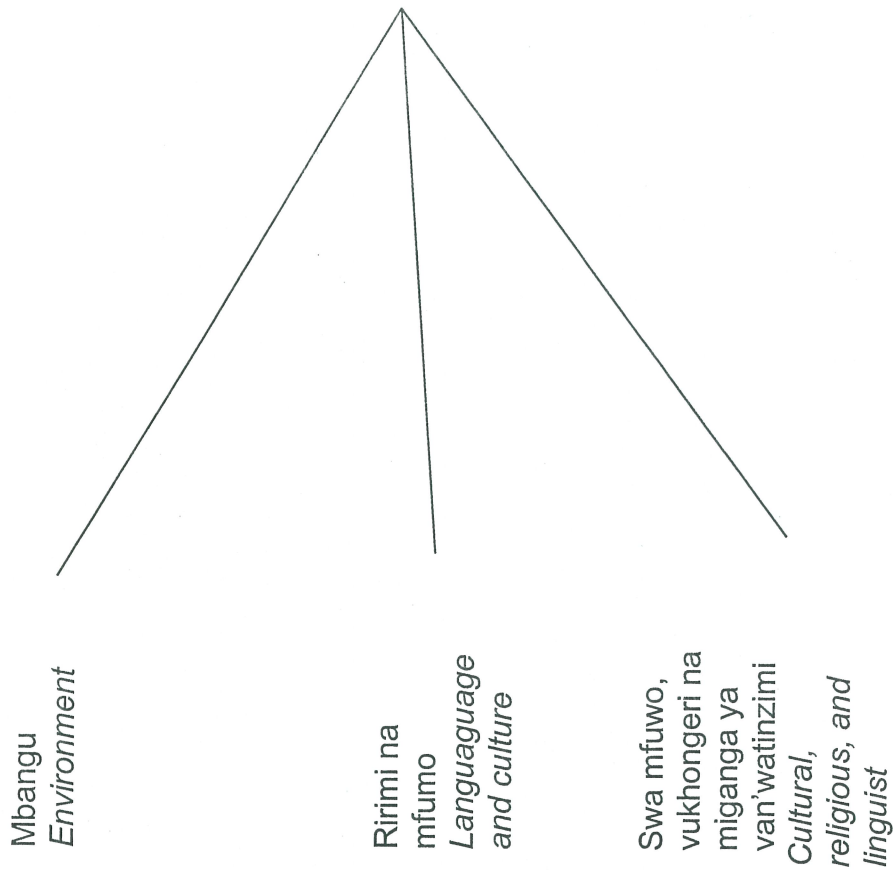 Mbangu
Environment
Ririmi na
mfumo
Languaguage
and culture
Swa mfuwo,
vukhongeri na
miganga ya
van'watinzimi
Cultural,
religious, and
linguist